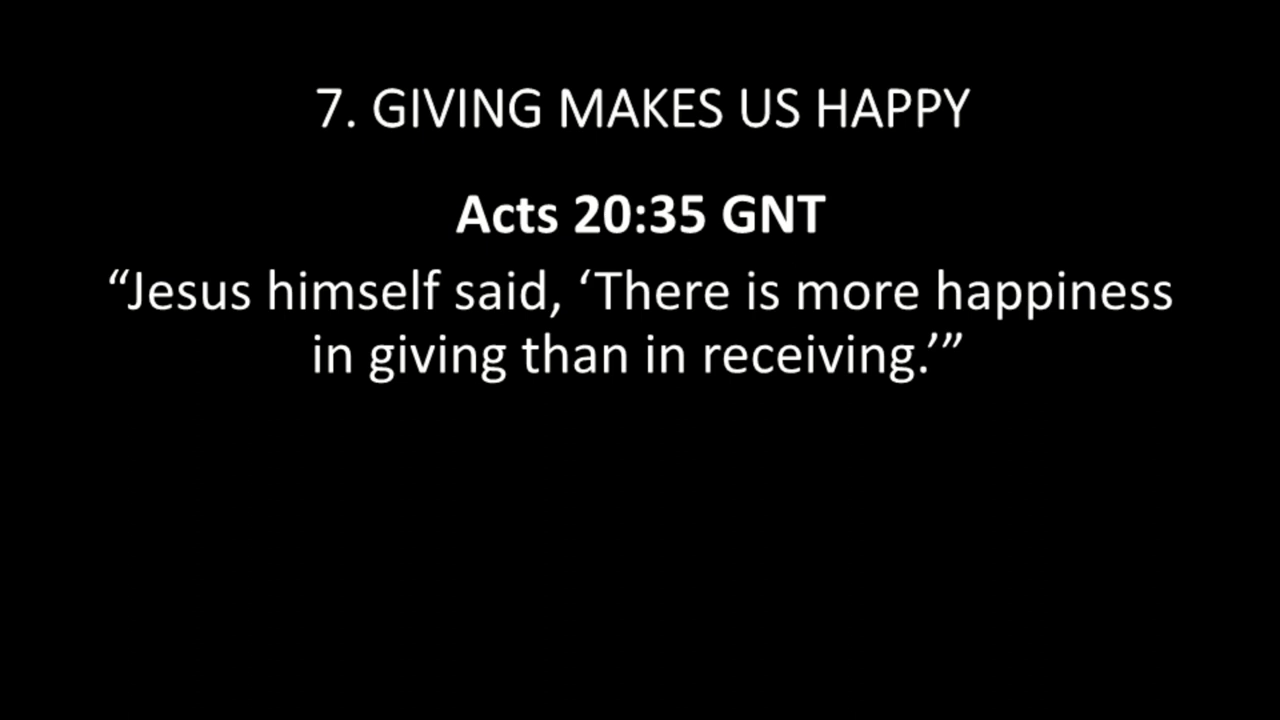 7. GIVING MAKES US HAPPY
Acts 20:35 GNT
“Jesus himself said, ‘There is more happiness
in giving than in receiving.’”